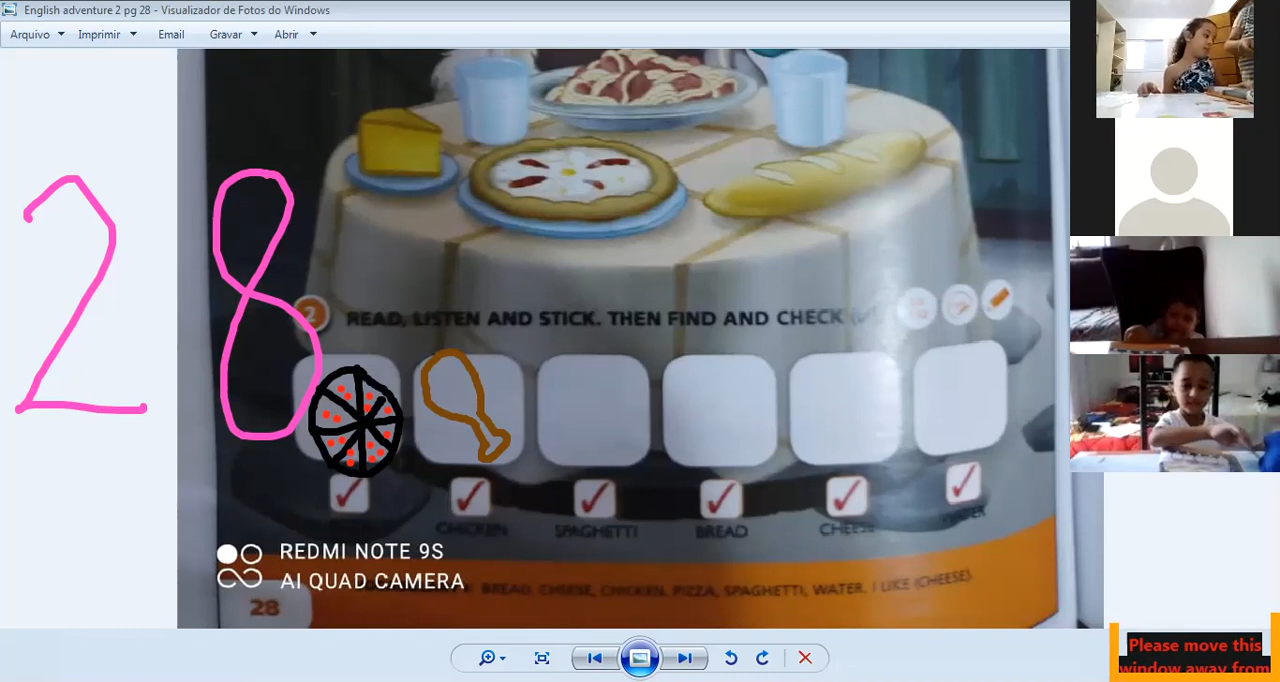 English adventure 2 pg 28 - Visualizador de Fotos do Windows
Arquivo Imprimir Email Gravar Abrir
28
2 READ, LISTEN AND STICK. THEN FIND AND CHECK
CHICKEN SPAGHETTI BREAD CHEESE WATER
REDMI NOTE 9S
AI QUAD CAMERA
BREAD, CHEESE, CHICKEN, PIZZA, SPAGHETTI, WATER. I LIKE (CHEESE).
28
Please move this
window away from